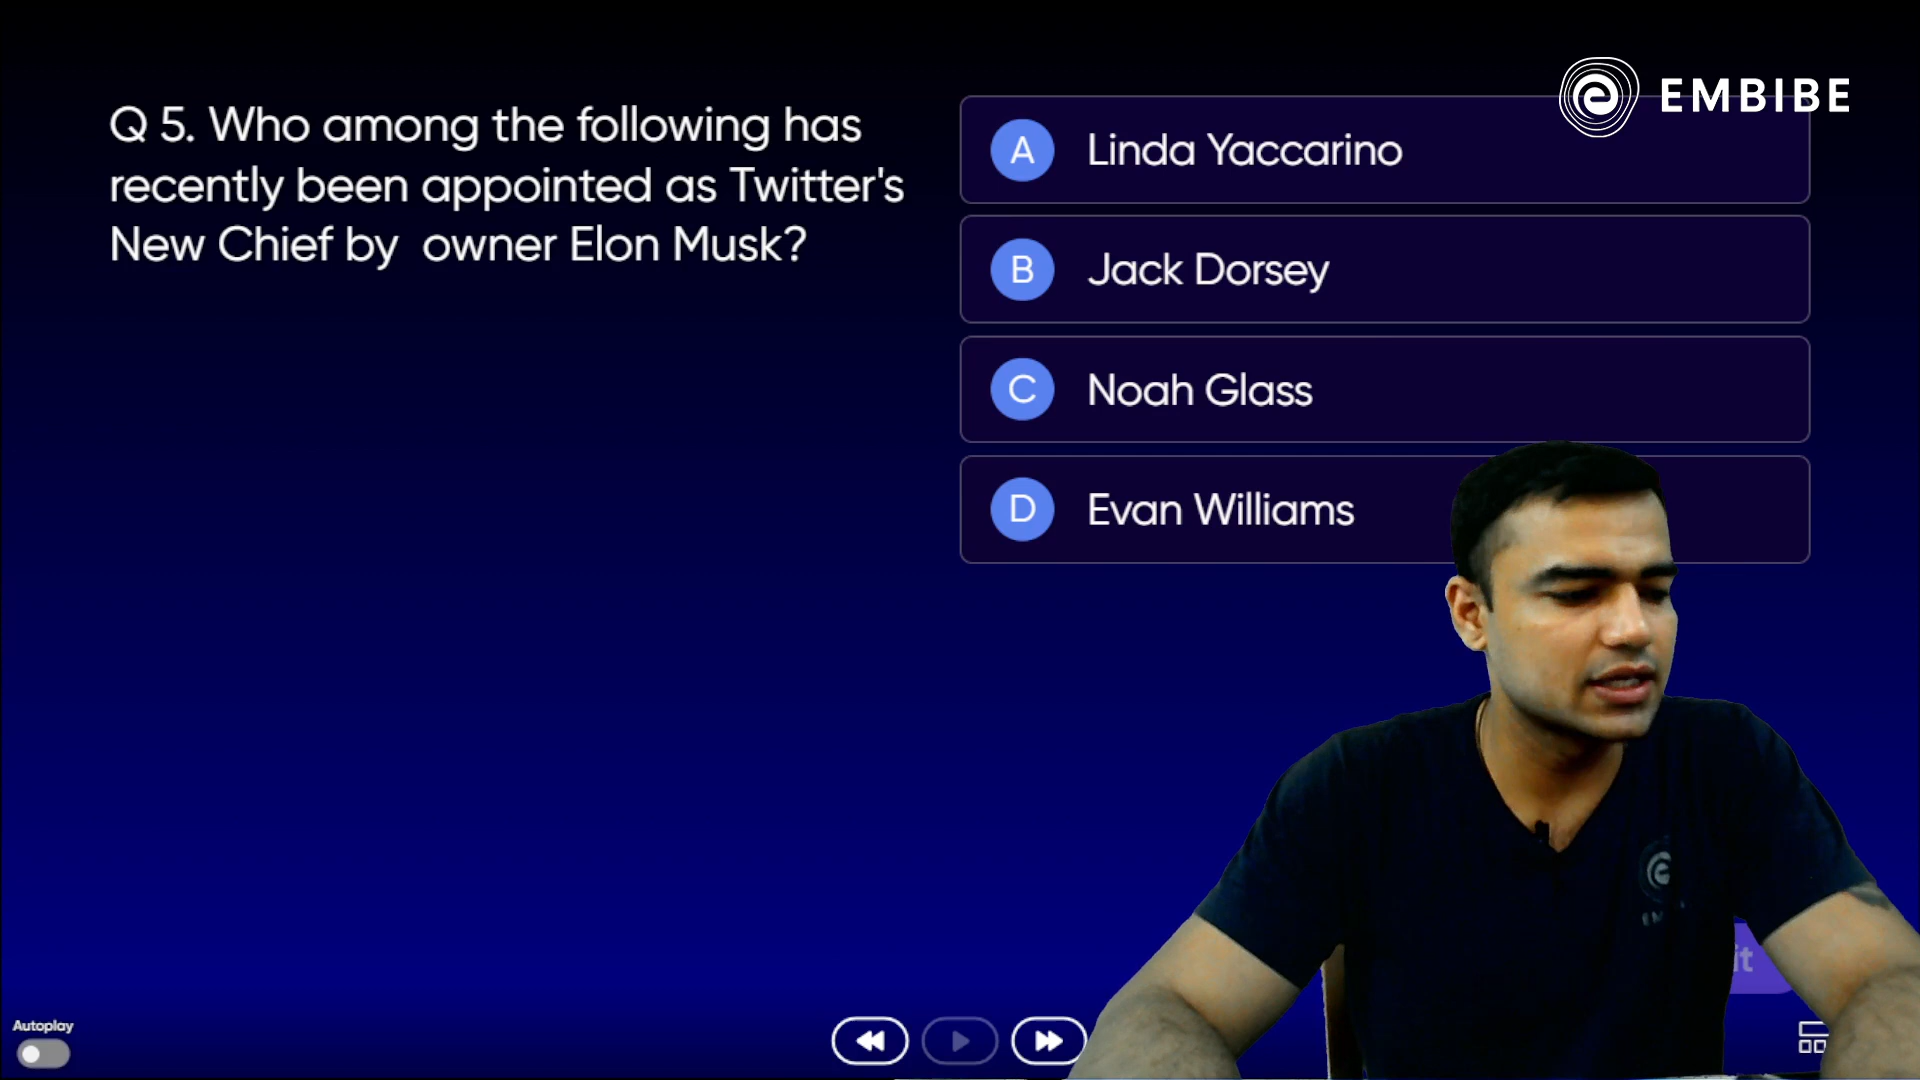 EMBIBE
Q 5. Who among the following has
recently been appointed as Twitter's
New Chief by  owner Elon Musk?
A Linda Yaccarino
B Jack Dorsey
C Noah Glass
D Evan Williams
Autoplay